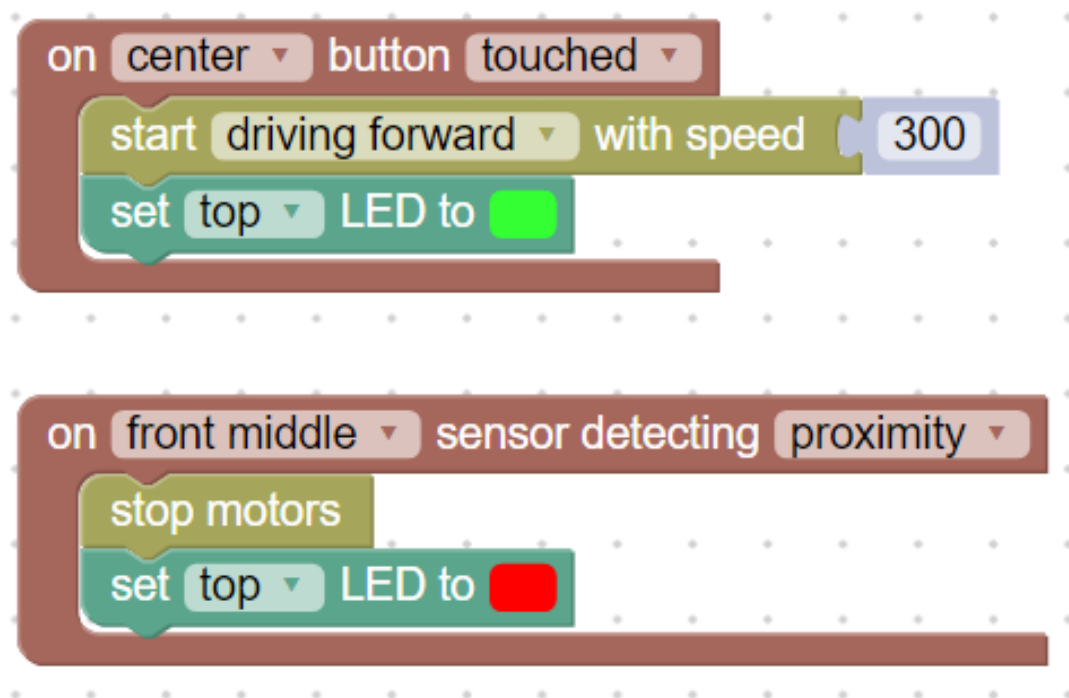 on center button touched
start driving forward with speed 300
set top LED to
on front middle sensor detecting proximity
stop motors
set top LED to